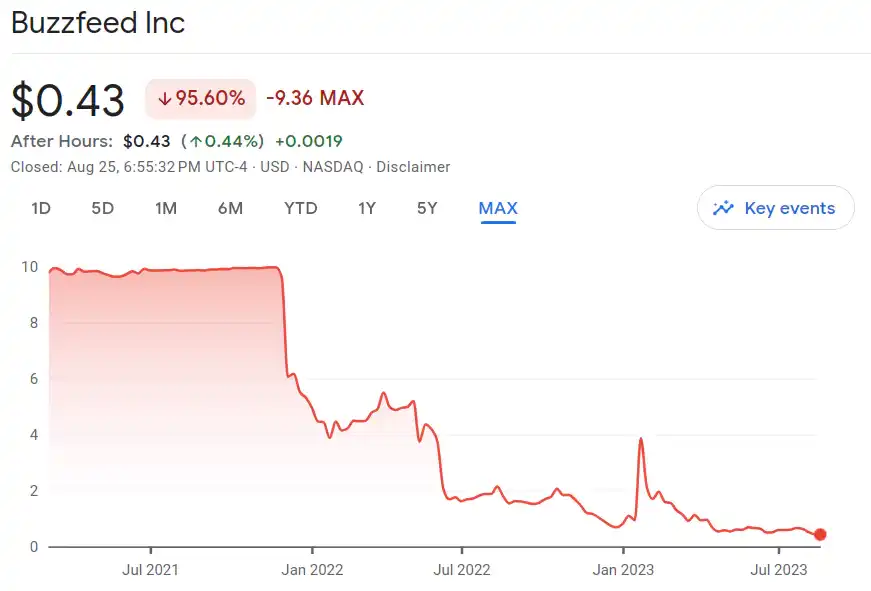 Buzzfeed Inc
$0.43 ↓95.60% -9.36 MAX
After Hours: $0.43 (↑0.44%) +0.0019
Closed: Aug 25, 6:55:32 PM UTC-4 · USD · NASDAQ · Disclaimer
1D 5D 1M 6M YTD 1Y 5Y MAX Key events
10
8
6
4
2
0
Jul 2021 Jan 2022 Jul 2022 Jan 2023 Jul 2023